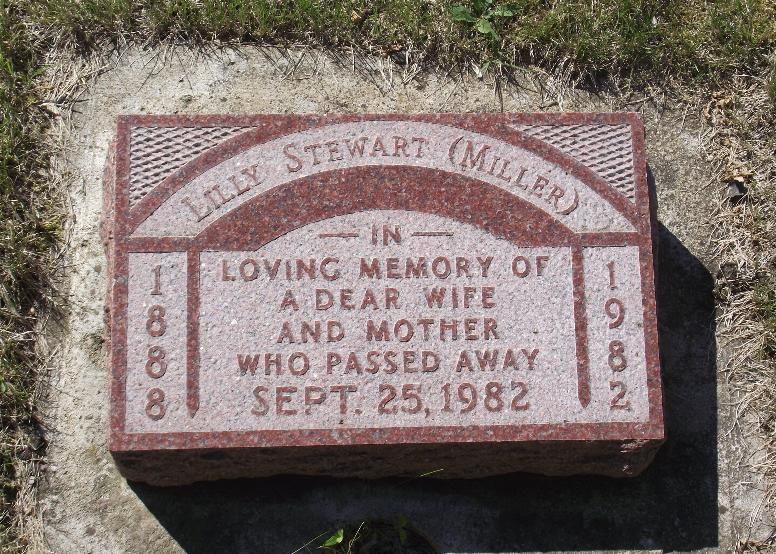 LILLY STEWART (MILLER)
IN
LOVING MEMORY OF
A DEAR WIFE
AND MOTHER
WHO PASSED AWAY
SEPT. 25, 1982
1888
1982